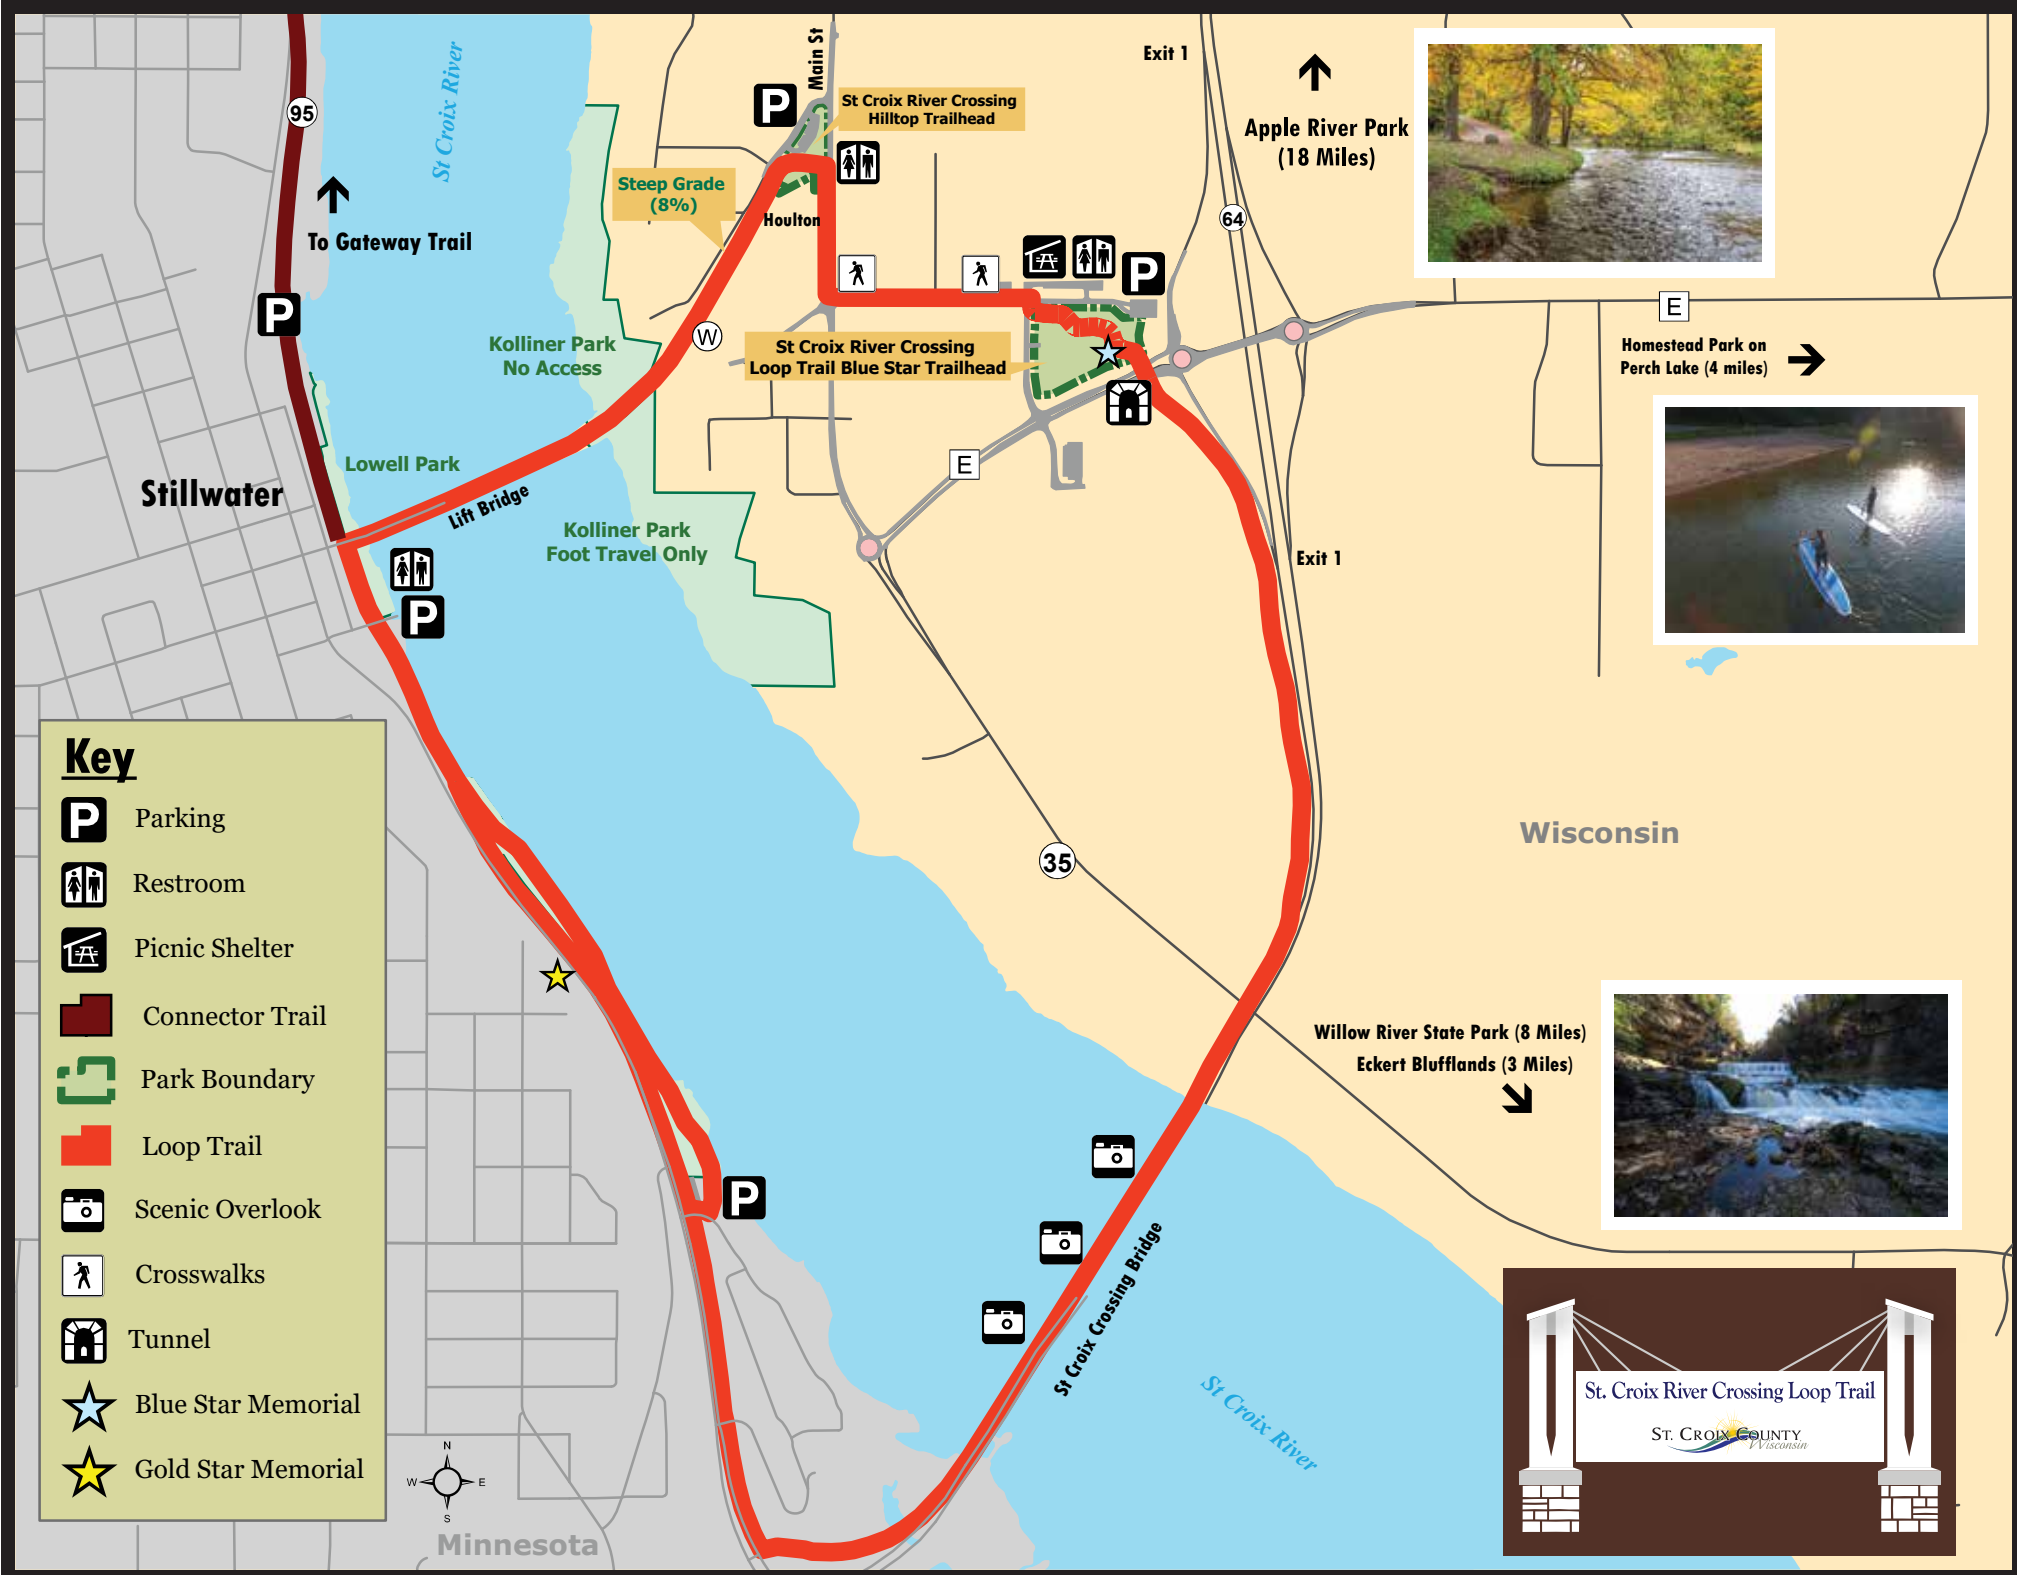 St Croix River
95
To Gateway Trail
P
Main St
P
St Croix River Crossing
Hilltop Trailhead
Steep Grade
(8%)
Houlton
Exit 1
Apple River Park
(18 Miles)
64
P
E
Homestead Park on
Perch Lake (4 miles)
Kolliner Park
No Access
W
St Croix River Crossing
Loop Trail Blue Star Trailhead
Lowell Park
Stillwater
Lift Bridge
E
Kolliner Park
Foot Travel Only
Exit 1
P
35
Wisconsin
Willow River State Park (8 Miles)
Eckert Blufflands (3 Miles)
P
St Croix Crossing Bridge
St Croix River
Key
P Parking
Restroom
Picnic Shelter
Connector Trail
Park Boundary
Loop Trail
Scenic Overlook
Crosswalks
Tunnel
Blue Star Memorial
Gold Star Memorial
N
W E
S
Minnesota
St. Croix River Crossing Loop Trail
St. Croix County
Wisconsin